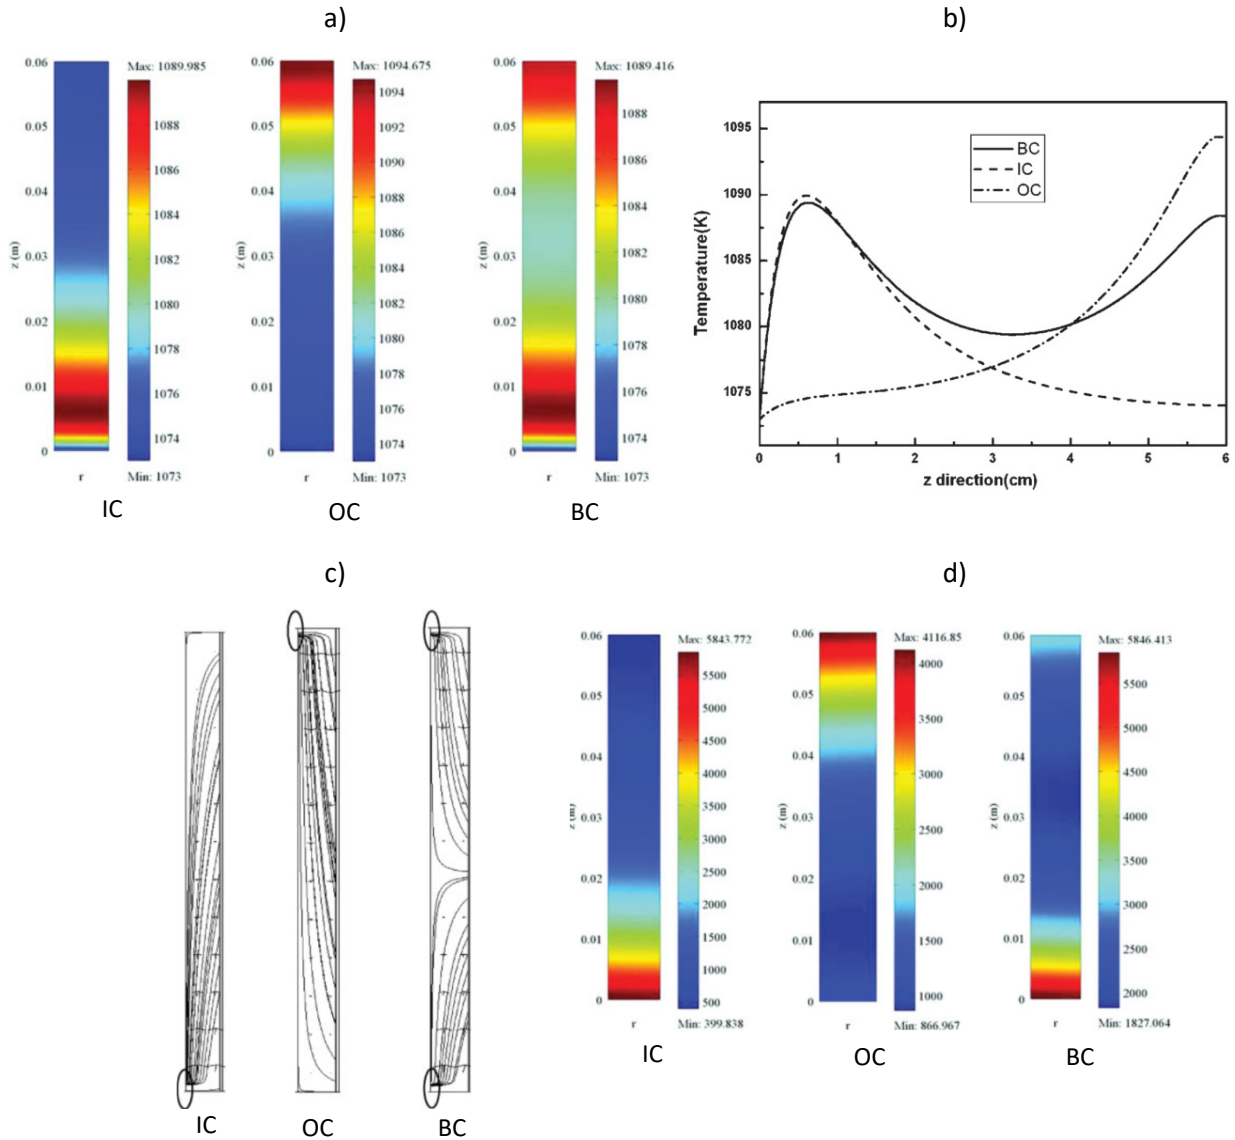 a)
Max: 1089.985
0.06
0.05
0.04
z (m)
0.03
0.02
0.01
0
1088
1086
1084
1082
1080
1078
1076
1074
r
Min: 1073
IC
Max: 1094.675
0.06
0.05
0.04
z (m)
0.03
0.02
0.01
0
1094
1092
1090
1088
1086
1084
1082
1080
1078
1076
1074
r
Min: 1073
OC
Max: 1089.416
0.06
0.05
0.04
z (m)
0.03
0.02
0.01
0
1088
1086
1084
1082
1080
1078
1076
1074
r
Min: 1073
BC
b)
1095
1090
1085
1080
1075
Temperature(K)
BC
IC
OC
0 1 2 3 4 5 6
z direction(cm)
c)
IC
OC
BC
d)
Max: 5843.772
0.06
0.05
0.04
z (m)
0.03
0.02
0.01
0
5500
5000
4500
4000
3500
3000
2500
2000
1500
1000
500
r
Min: 399.838
IC
Max: 4116.85
0.06
0.05
0.04
z (m)
0.03
0.02
0.01
0
4000
3500
3000
2500
2000
1500
1000
r
Min: 866.967
OC
Max: 5846.413
0.06
0.05
0.04
z (m)
0.03
0.02
0.01
0
5500
5000
4500
4000
3500
3000
2500
2000
r
Min: 1827.064
BC